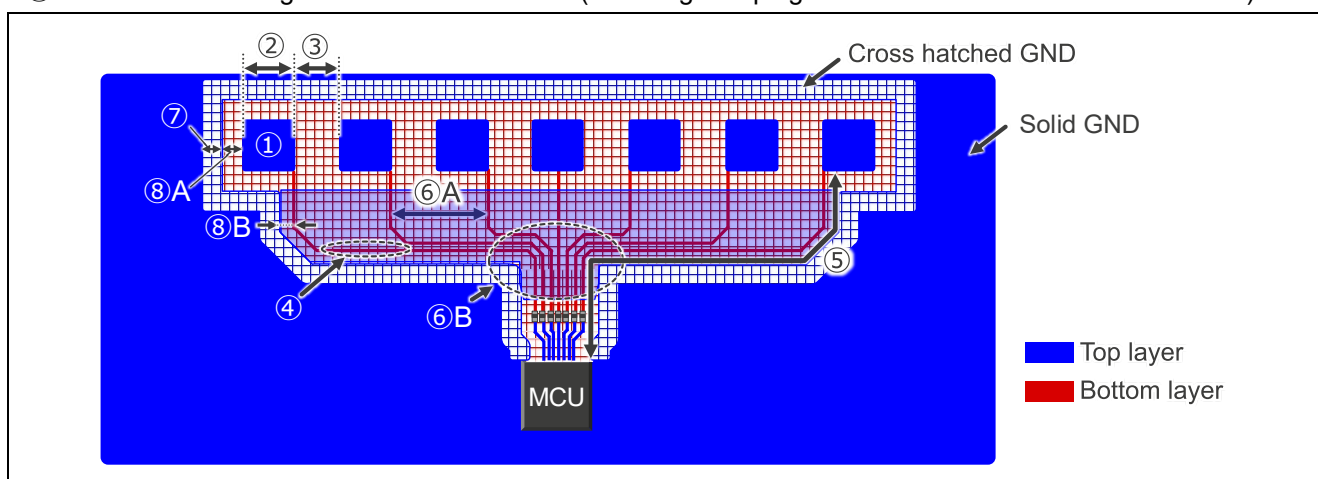 ② ③
Cross hatched GND
⑦
①
Solid GND
⑧A
⑥A
⑧B
⑤
④
⑥B
Top layer
MCU
Bottom layer